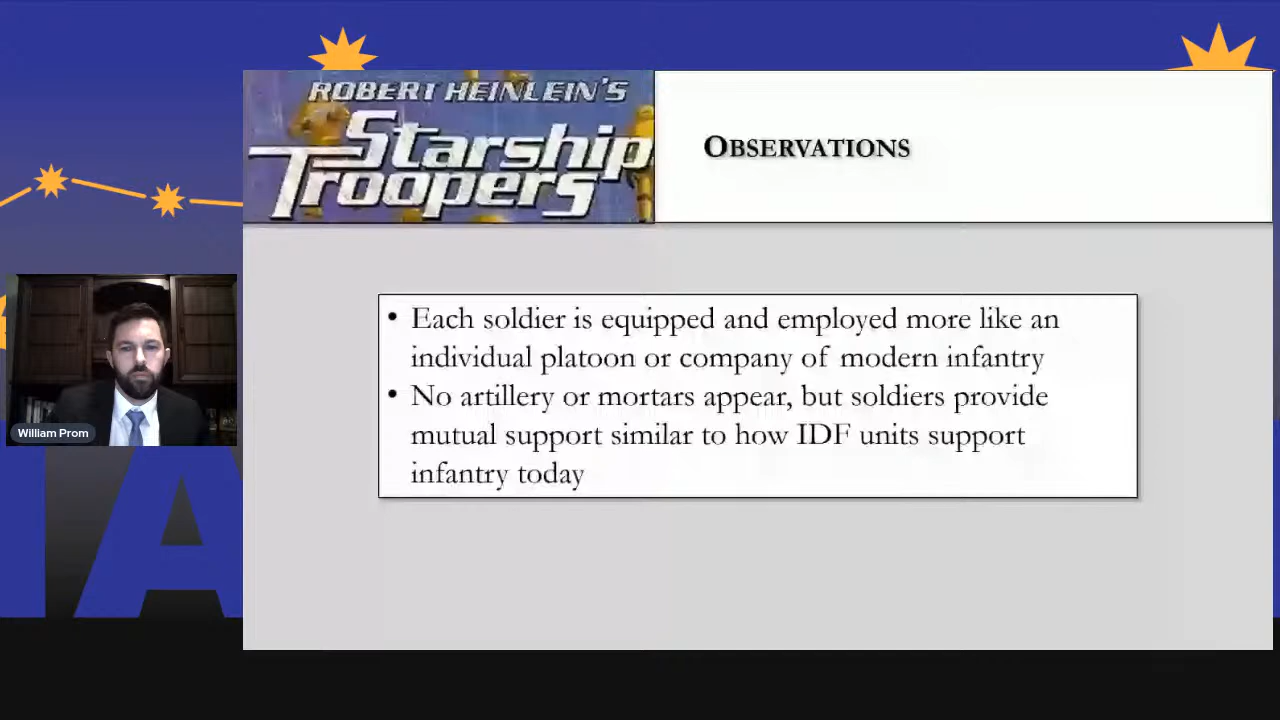 ROBERT HEINLEIN'S
Starship
Troopers
OBSERVATIONS
• Each soldier is equipped and employed more like an
individual platoon or company of modern infantry
• No artillery or mortars appear, but soldiers provide
mutual support similar to how IDF units support
infantry today
William Prom
A